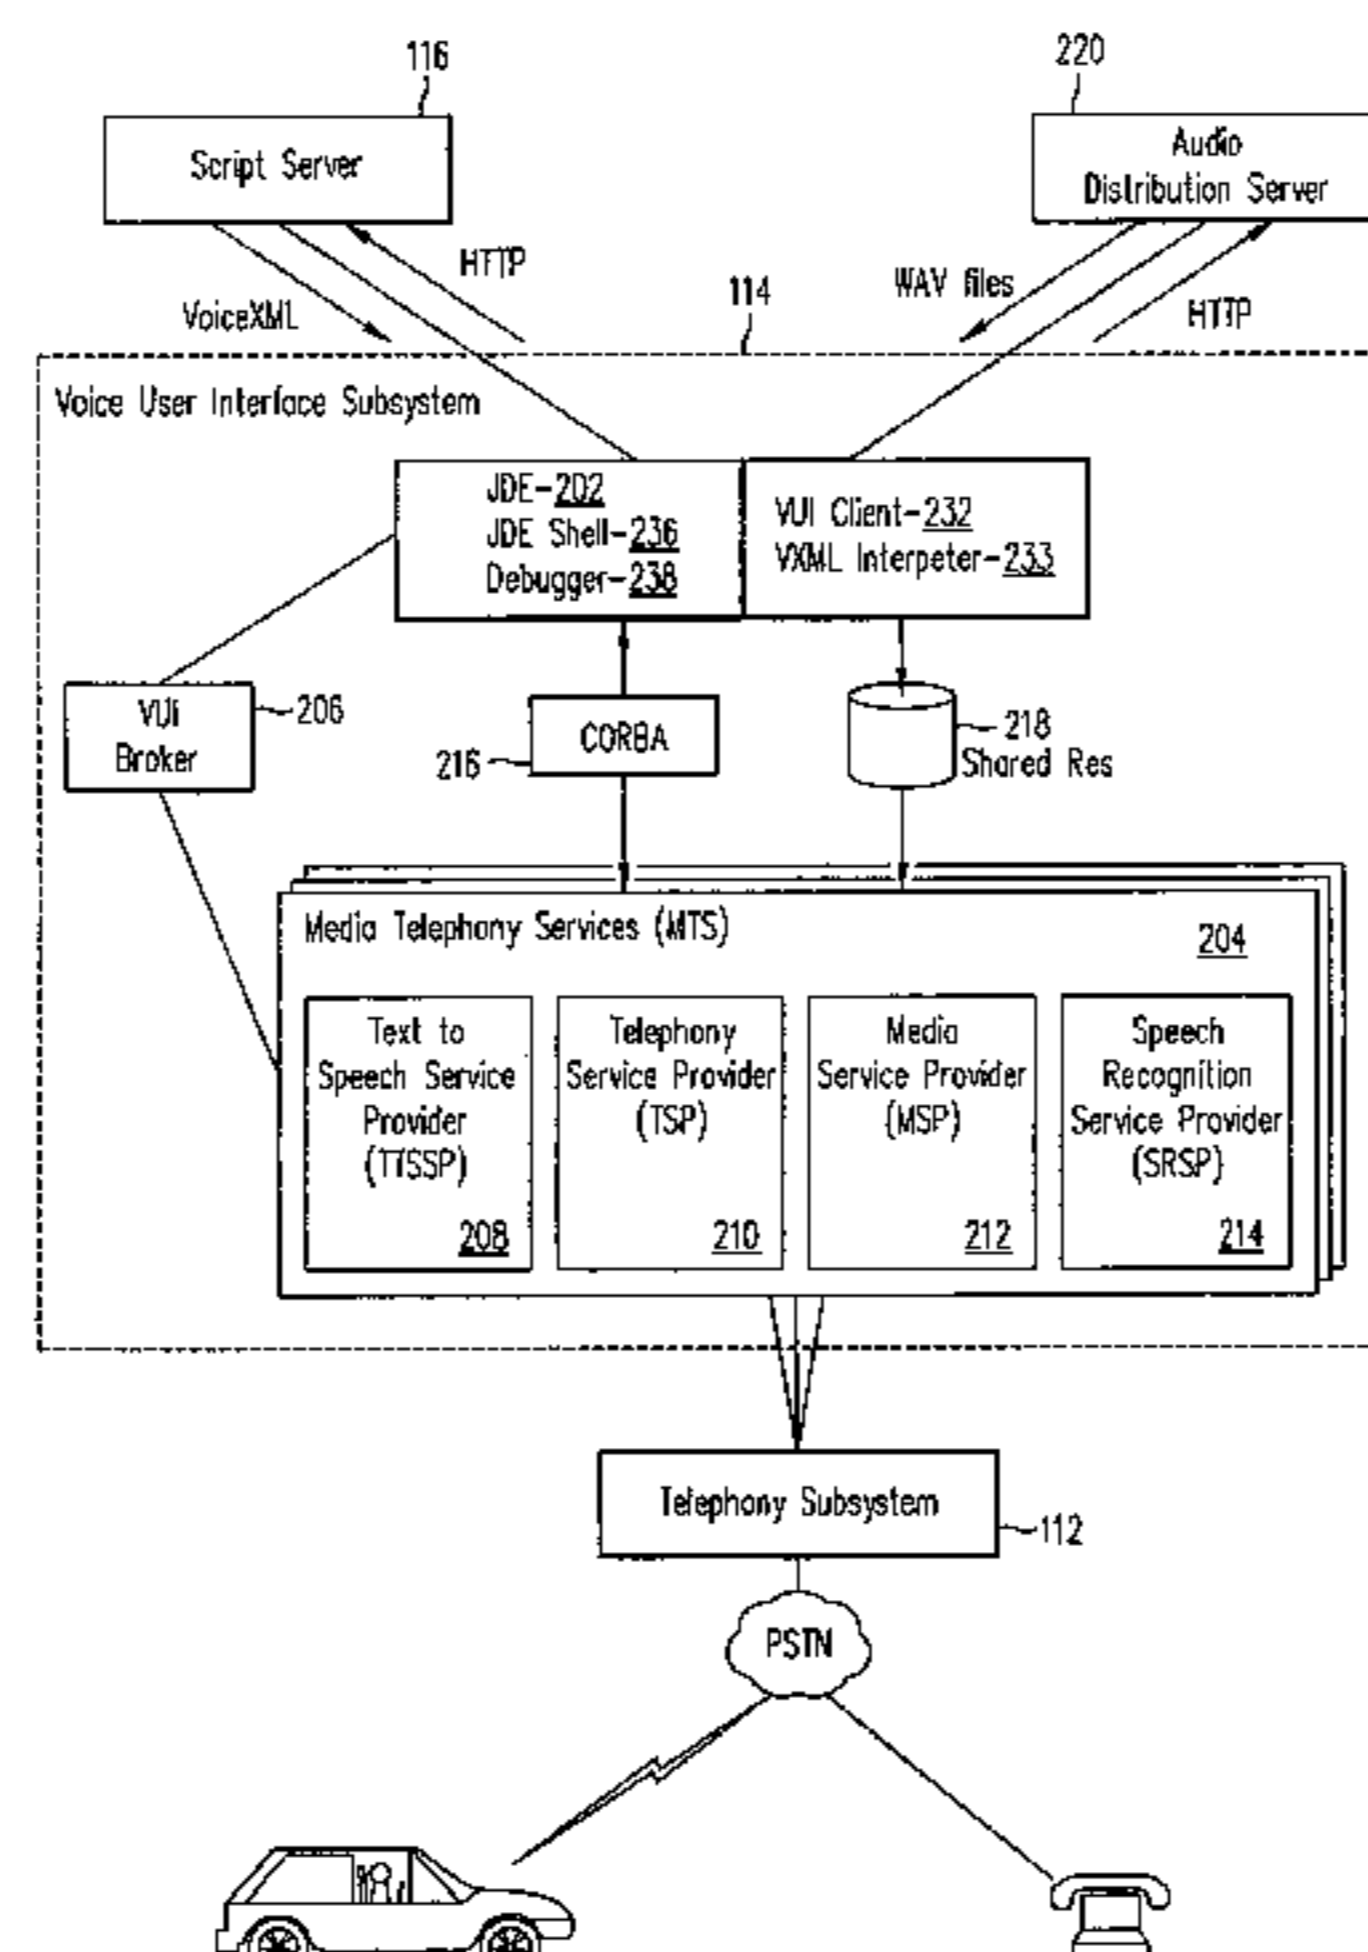 116
220
Script Server
Audio
Distribution Server
HTTP
WAV files
114
VoiceXML
HTTP
Voice User Interface Subsystem
JDE-202
JDE Shell-236
Debugger-238
VUI Client-232
VXML Interpeter-233
VUi
Broker
206
CORBA
216
218
Shared Res
Media Telephony Services (MTS)
204
Text to
Speech Service
Provider
(TTSSP)
208
Telephony
Service Provider
(TSP)
210
Media
Service Provider
(MSP)
212
Speech
Recognition
Service Provider
(SRSP)
214
Telephony Subsystem
112
PSTN